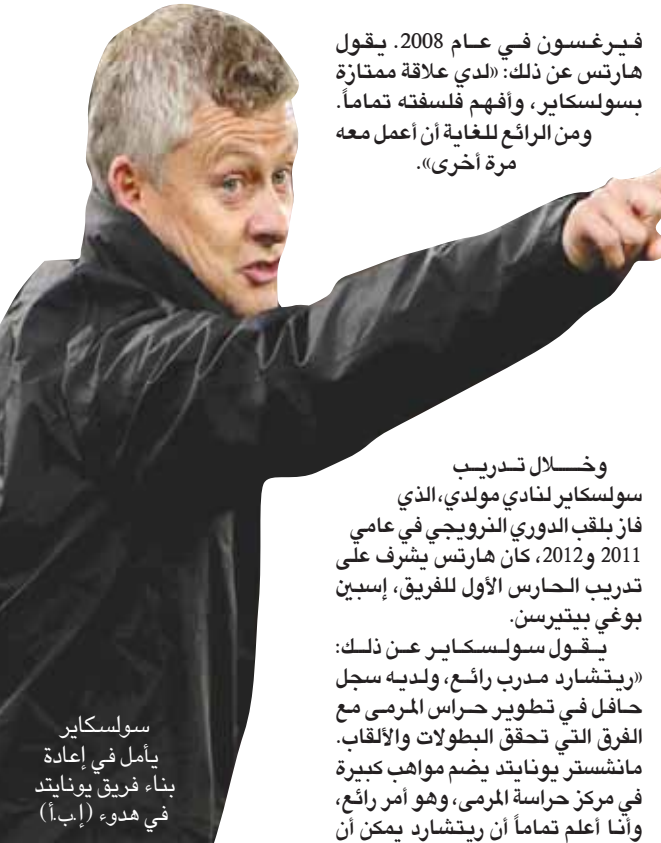 فيرغسون في عام 2008. يقول
هارتس عن ذلك: «لدي علاقة ممتازة
بسولسكاير، وأفهم فلسفته تماماً.
ومن الرائع للغاية أن أعمل معه
مرة أخرى».
وخلال تدريب
سولسكاير لنادي مولدي، الذي
فاز بلقب الدوري النرويجي في عامي
2011 و2012، كان هارتس يشرف على
تدريب الحارس الأول للفريق، إسبين
بوغي بيتيرسن.
يقول سولسكاير عن ذلك:
«ريتشارد مدرب رائع، ولديه سجل
حافل في تطوير حراس المرمى مع
الفرق التي تحقق البطولات والألقاب.
مانشستر يونايتد يضم مواهب كبيرة
في مركز حراسة المرمى، وهو أمر رائع،
وأنا أعلم تماماً أن ريتشارد يمكن أن
سولسكاير
يأمل في إعادة
بناء فريق يونايتد
في هدوء (إ.ب.أ)